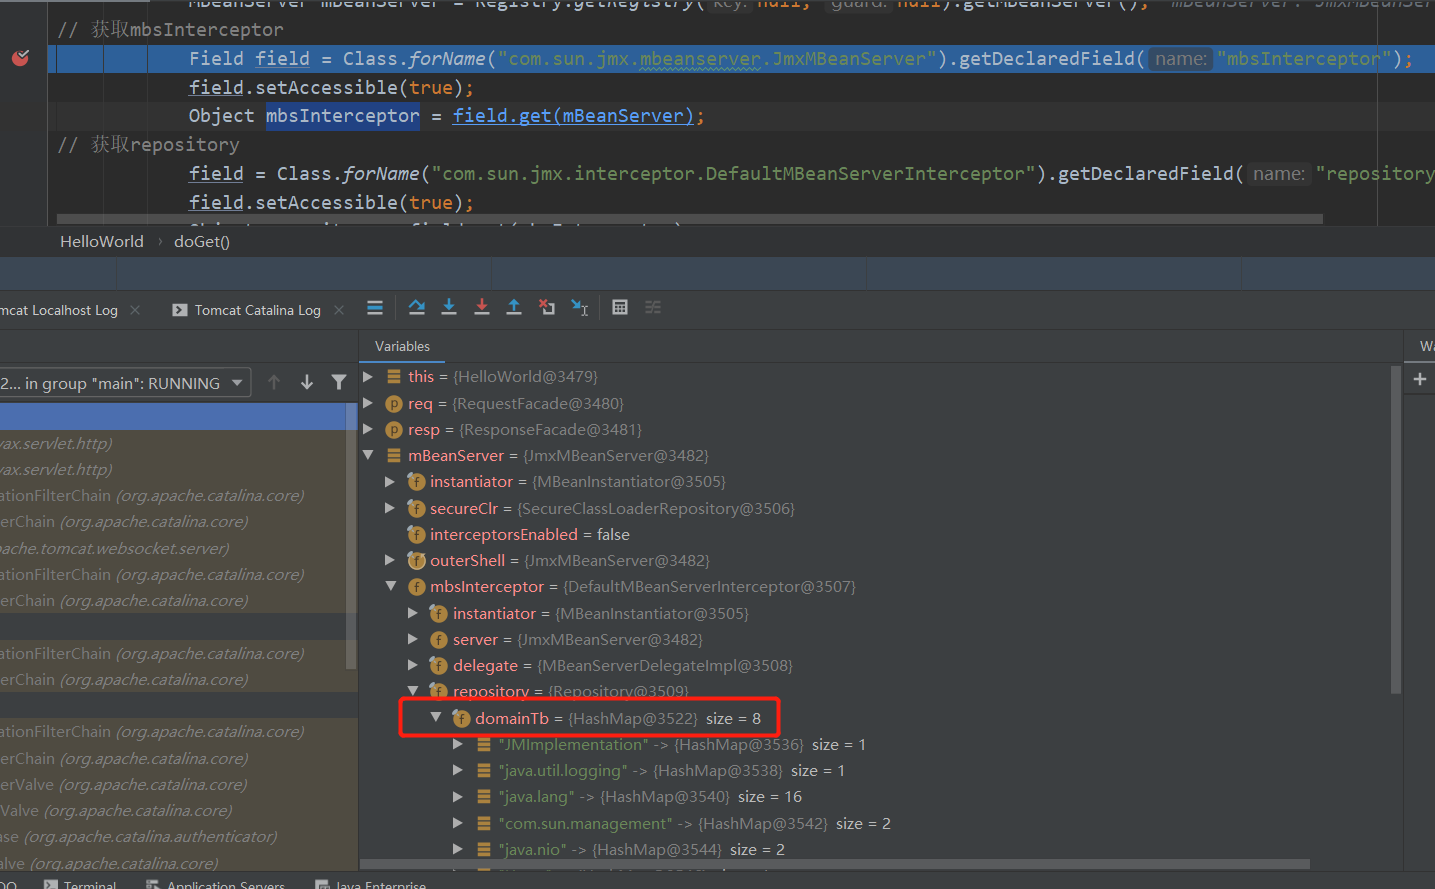 MBeanServer mBeanServer = Registry.getRegistry( key: null, guard: null).getMBeanServer();  mBeanServer: JmxMBeanSer
// 获取mbsInterceptor
Field field = Class.forName("com.sun.jmx.mbeanserver.JmxMBeanServer").getDeclaredField( name: "mbsInterceptor");
field.setAccessible(true);
Object mbsInterceptor = field.get(mBeanServer);
// 获取repository
field = Class.forName("com.sun.jmx.interceptor.DefaultMBeanServerInterceptor").getDeclaredField( name: "repository
field.setAccessible(true);
HelloWorld › doGet()
mcat Localhost Log × Tomcat Catalina Log ×
Variables
Wa
2... in group "main": RUNNING
this = {HelloWorld@3479}
req = {RequestFacade@3480}
vax.servlet.http)
resp = {ResponseFacade@3481}
vax.servlet.http)
mBeanServer = {JmxMBeanServer@3482}
ationFilterChain (org.apache.catalina.core)
instantiator = {MBeanInstantiator@3505}
erChain (org.apache.catalina.core)
secureClr = {SecureClassLoaderRepository@3506}
pache.tomcat.websocket.server)
interceptorsEnabled = false
ationFilterChain (org.apache.catalina.core)
outerShell = {JmxMBeanServer@3482}
erChain (org.apache.catalina.core)
mbsInterceptor = {DefaultMBeanServerInterceptor@3507}
instantiator = {MBeanInstantiator@3505}
ationFilterChain (org.apache.catalina.core)
server = {JmxMBeanServer@3482}
erChain (org.apache.catalina.core)
delegate = {MBeanServerDelegateImpl@3508}
repository = {Repository@3509}
ationFilterChain (org.apache.catalina.core)
domainTb = {HashMap@3522} size = 8
erChain (org.apache.catalina.core)
"JMImplementation" -> {HashMap@3536} size = 1
erValve (org.apache.catalina.core)
"java.util.logging" -> {HashMap@3538} size = 1
Valve (org.apache.catalina.core)
"java.lang" -> {HashMap@3540} size = 16
ase (org.apache.catalina.authenticator)
"com.sun.management" -> {HashMap@3542} size = 2
alve (org.apache.catalina.core)
"java.nio" -> {HashMap@3544} size = 2
Terminal Application Servers Java Enterprise